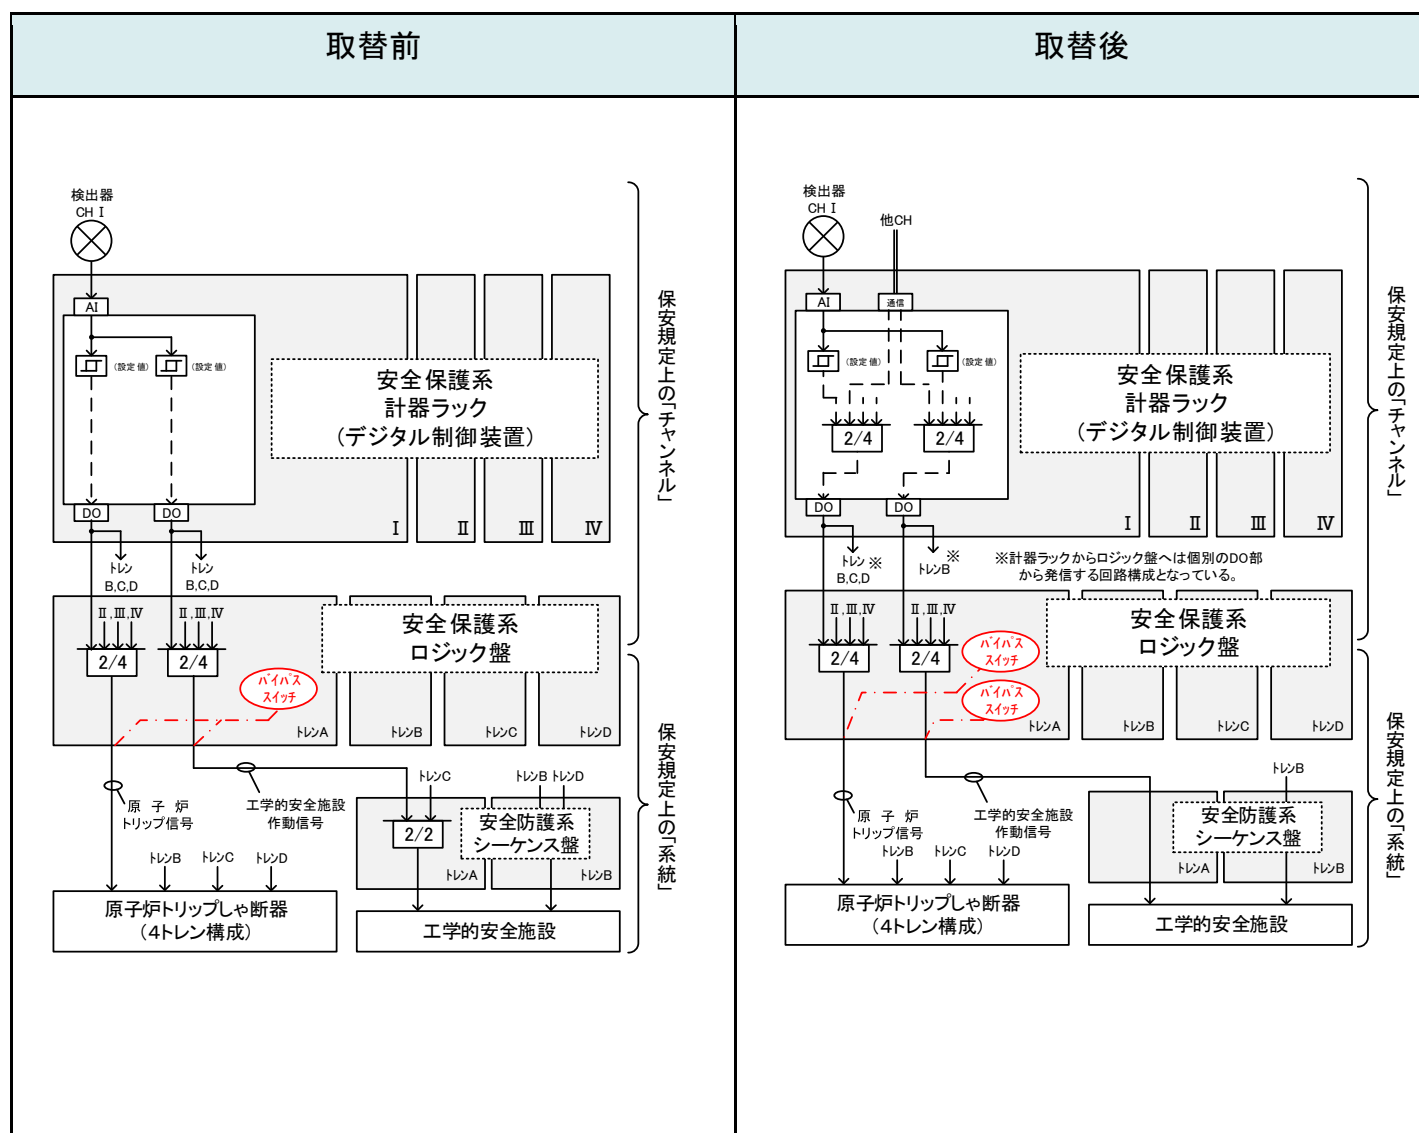 取替前
検出器
CH Ⅰ
AI
(設定値)
(設定値)
安全保護系
計器ラック
(デジタル制御装置)
DO
DO
Ⅰ
Ⅱ
Ⅲ
Ⅳ
トレン
B,C,D
トレン
B,C,D
Ⅱ,Ⅲ,Ⅳ
Ⅱ,Ⅲ,Ⅳ
2/4
2/4
安全保護系
ロジック盤
バイパス
スイッチ
トレンA
トレンB
トレンC
トレンD
原子炉
トリップ信号
工学的安全施設
作動信号
トレンC
トレンB
トレンD
2/2
安全防護系
シーケンス盤
トレンA
トレンB
トレンB
トレンC
トレンD
原子炉トリップしゃ断器
(4トレン構成)
工学的安全施設
保安規定上の「チャンネル」
保安規定上の「系統」
取替後
検出器
CH Ⅰ
他CH
AI
通信
(設定値)
(設定値)
2/4
2/4
安全保護系
計器ラック
(デジタル制御装置)
DO
DO
Ⅰ
Ⅱ
Ⅲ
Ⅳ
トレン ※
B,C,D
トレンB ※
※計器ラックからロジック盤へは個別のDO部
から発信する回路構成となっている。
Ⅱ,Ⅲ,Ⅳ
Ⅱ,Ⅲ,Ⅳ
2/4
2/4
安全保護系
ロジック盤
バイパス
スイッチ
バイパス
スイッチ
トレンA
トレンB
トレンC
トレンD
原子炉
トリップ信号
工学的安全施設
作動信号
トレンB
安全防護系
シーケンス盤
トレンA
トレンB
トレンB
トレンC
トレンD
原子炉トリップしゃ断器
(4トレン構成)
工学的安全施設
保安規定上の「チャンネル」
保安規定上の「系統」